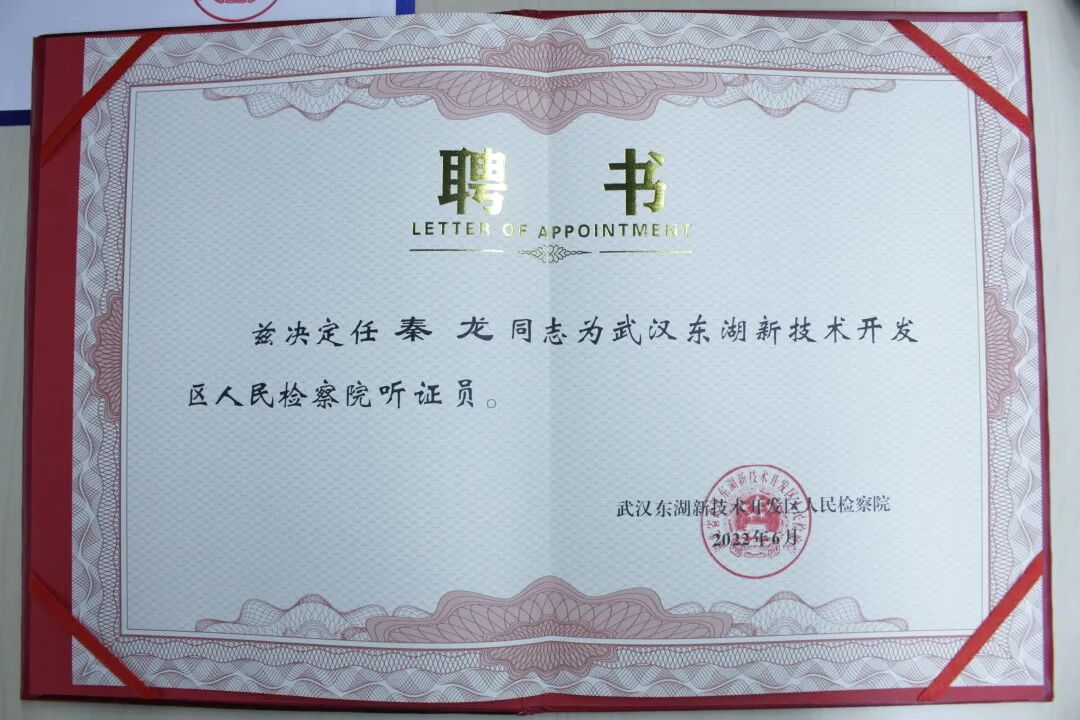 聘 书
LETTER OF APPOINTMENT
兹决定任秦 龙同志为武汉东湖新技术开发
区人民检察院听证员。
武汉东湖新技术开发区人民检察院
2022年6月